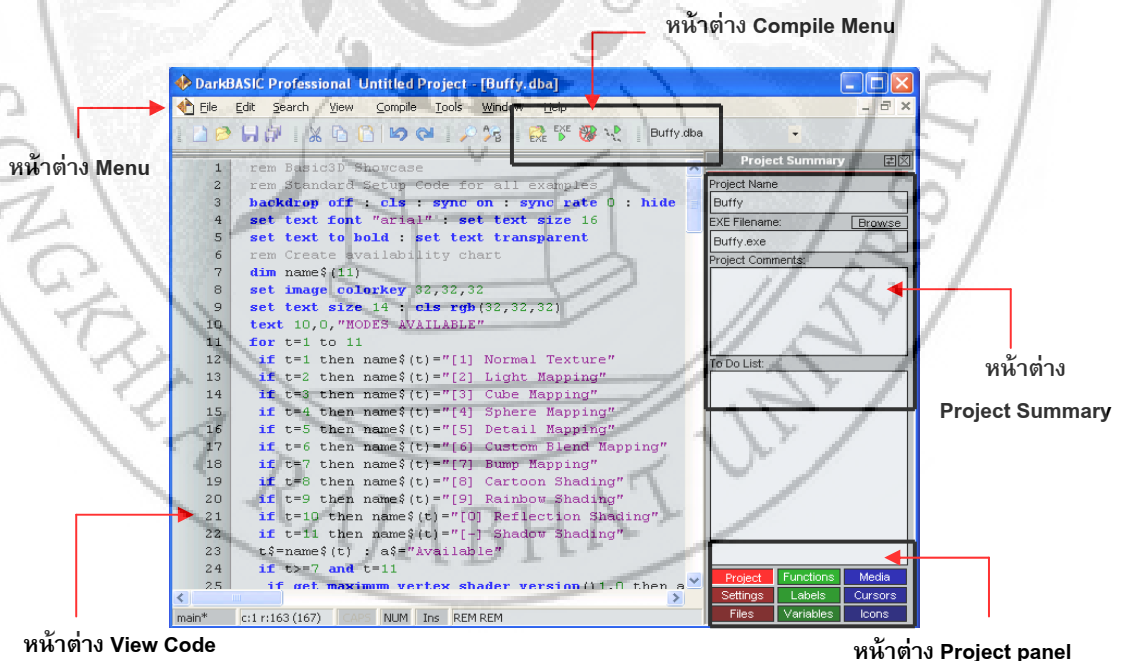 หน้าต่าง Compile Menu
DarkBASIC Professional Untitled Project - [Buffy.dba]
File Edit Search View Compile Tools Window Help
EXE EXE Buffy.dba
หน้าต่าง Menu
Project Summary
Project Name
Buffy
EXE Filename: Browse
Buffy.exe
Project Comments:
To Do List:
หน้าต่าง
Project Summary
1 rem Basic3D Showcase
2 rem Standard Setup Code for all examples
3 backdrop off : cls : sync on : sync rate 0 : hide
4 set text font "arial" : set text size 16
5 set text to bold : set text transparent
6 rem Create availability chart
7 dim name$(11)
8 set image colorkey 32,32,32
9 set text size 14 : cls rgb(32,32,32)
10 text 10,0,"MODES AVAILABLE"
11 for t=1 to 11
12 if t=1 then name$(t)="[1] Normal Texture"
13 if t=2 then name$(t)="[2] Light Mapping"
14 if t=3 then name$(t)="[3] Cube Mapping"
15 if t=4 then name$(t)="[4] Sphere Mapping"
16 if t=5 then name$(t)="[5] Detail Mapping"
17 if t=6 then name$(t)="[6] Custom Blend Mapping"
18 if t=7 then name$(t)="[7] Bump Mapping"
19 if t=8 then name$(t)="[8] Cartoon Shading"
20 if t=9 then name$(t)="[9] Rainbow Shading"
21 if t=10 then name$(t)="[0] Reflection Shading"
22 if t=11 then name$(t)="[-] Shadow Shading"
23 t$=name$(t) : a$="Available"
24 if t>=7 and t=11
25 if get maximum vertex shader version()1.0 then a
Project Functions Media
Settings Labels Cursors
Files Variables Icons
main* c:1 r:163 (167) CAPS NUM Ins REM REM
หน้าต่าง View Code
หน้าต่าง Project panel
SONGKHLA RAJABHAT UNIVERSITY